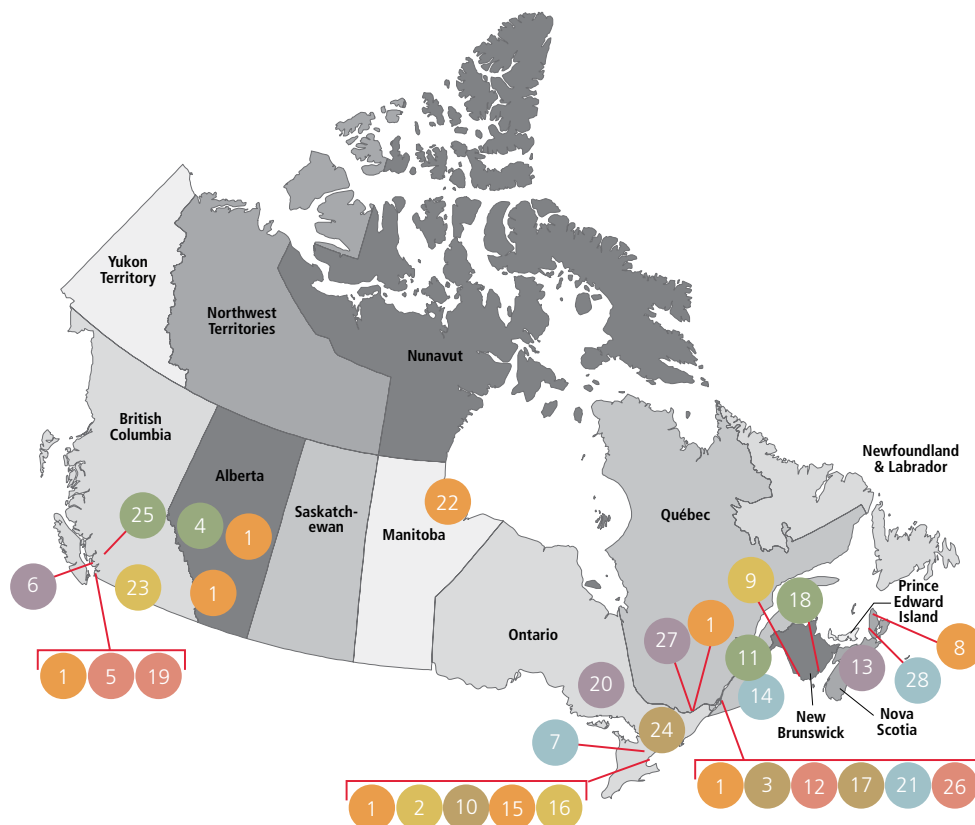 Yukon
Territory
Northwest
Territories
Nunavut
British
Columbia
Alberta
Saskatch-
ewan
Manitoba
Ontario
Québec
Newfoundland
& Labrador
Prince
Edward
Island
New
Brunswick
Nova
Scotia
22
25
4
1
6
23
1
1
5
19
9
18
27
1
11
8
20
14
13
28
7
24
1
2
10
15
16
1
3
12
17
21
26